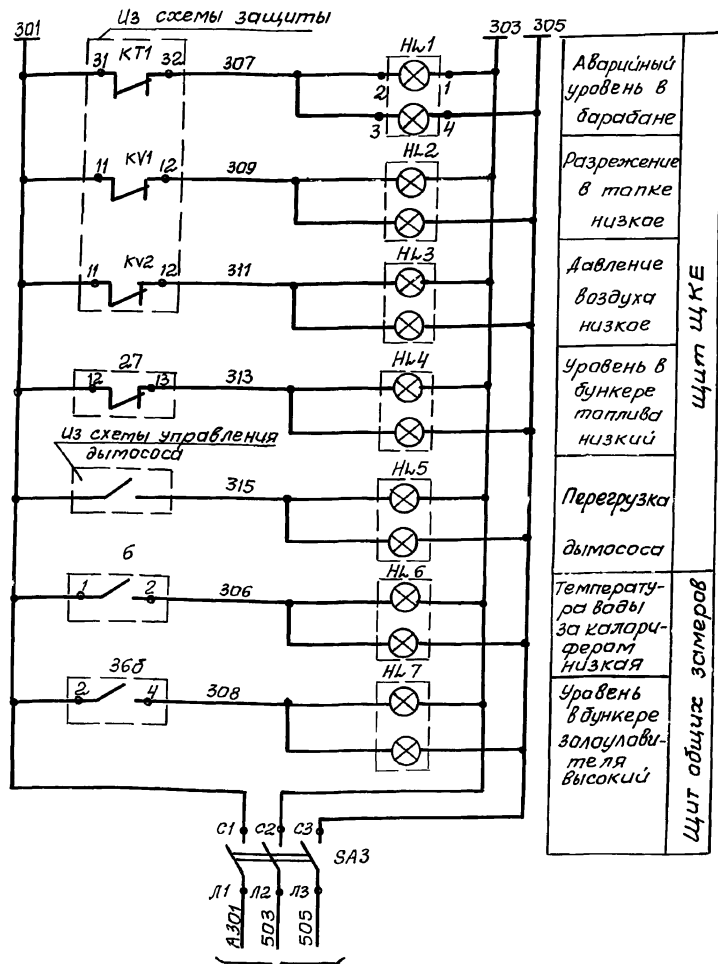 Из схемы защиты
301
303
305
31
КТ1
32
307
HL1
2
1
3
4
Аварийный
уровень в
барабане
11
KV1
12
309
HL2
Разрежение
в топке
низкое
11
KV2
12
311
HL3
Давление
воздуха
низкое
27
12
13
313
HL4
Уровень в
бункере
топлива
низкий
Щит ЩКЕ
Из схемы управления
дымососа
315
HL5
Перегрузка
дымососа
6
1
2
306
HL6
Температу-
ра воды
за калори-
ферам
низкая
36б
2
4
308
HL7
Уровень
в бункере
золоулави-
теля
высокий
Щит общих замеров
С1
С2
С3
SA3
Л1
Л2
Л3
А301
503
505